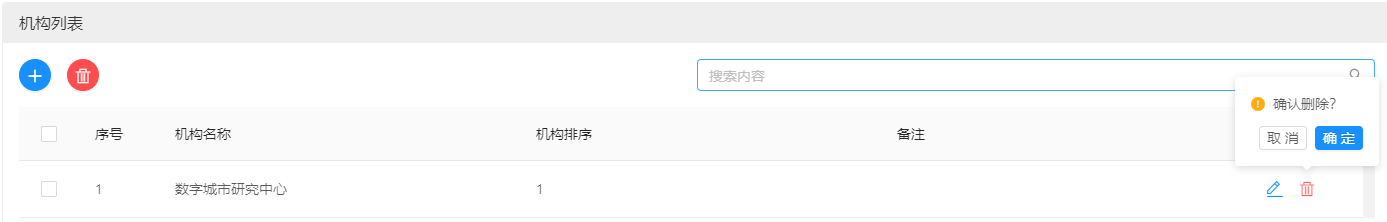 机构列表
搜索内容
确认删除?
取 消 确 定
序号 机构名称 机构排序 备注
1 数字城市研究中心 1